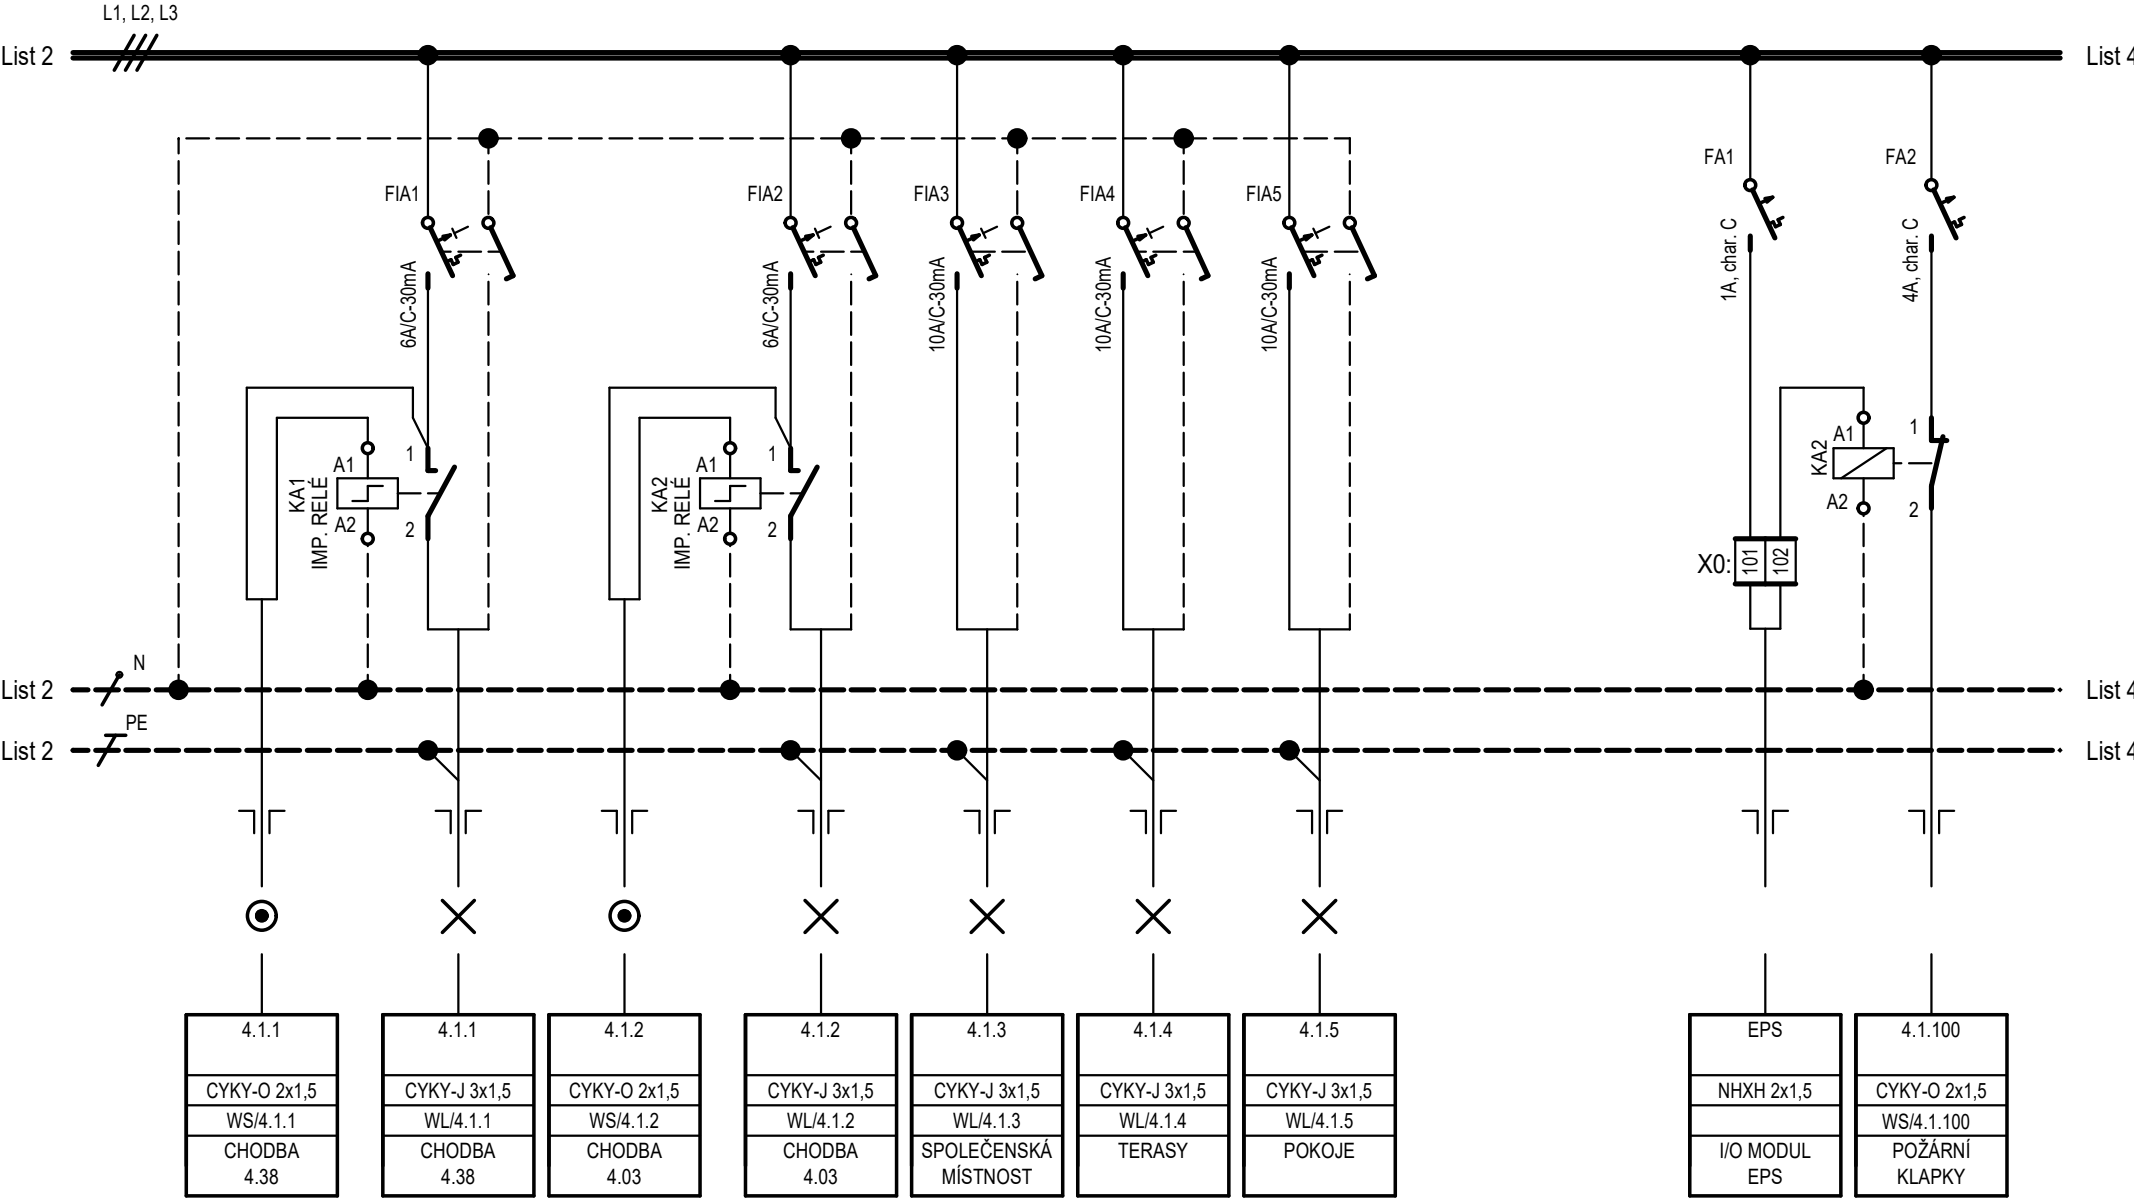 L1, L2, L3
List 2
List 4
FA1
FA2
FIA1
FIA2
FIA3
FIA4
FIA5
6A/C-30mA
6A/C-30mA
10A/C-30mA
10A/C-30mA
10A/C-30mA
1A, char. C
4A, char. C
KA1
IMP. RELÉ
A1
A2
1
2
KA2
IMP. RELÉ
A1
A2
1
2
KA2
A1
A2
1
2
X0:
101
102
N
List 2
List 4
PE
List 2
List 4
4.1.1
CYKY-O 2x1,5
WS/4.1.1
CHODBA
4.38
4.1.1
CYKY-J 3x1,5
WL/4.1.1
CHODBA
4.38
4.1.2
CYKY-O 2x1,5
WS/4.1.2
CHODBA
4.03
4.1.2
CYKY-J 3x1,5
WL/4.1.2
CHODBA
4.03
4.1.3
CYKY-J 3x1,5
WL/4.1.3
SPOLEČENSKÁ
MÍSTNOST
4.1.4
CYKY-J 3x1,5
WL/4.1.4
TERASY
4.1.5
CYKY-J 3x1,5
WL/4.1.5
POKOJE
EPS
NHXH 2x1,5
I/O MODUL
EPS
4.1.100
CYKY-O 2x1,5
WS/4.1.100
POŽÁRNÍ
KLAPKY